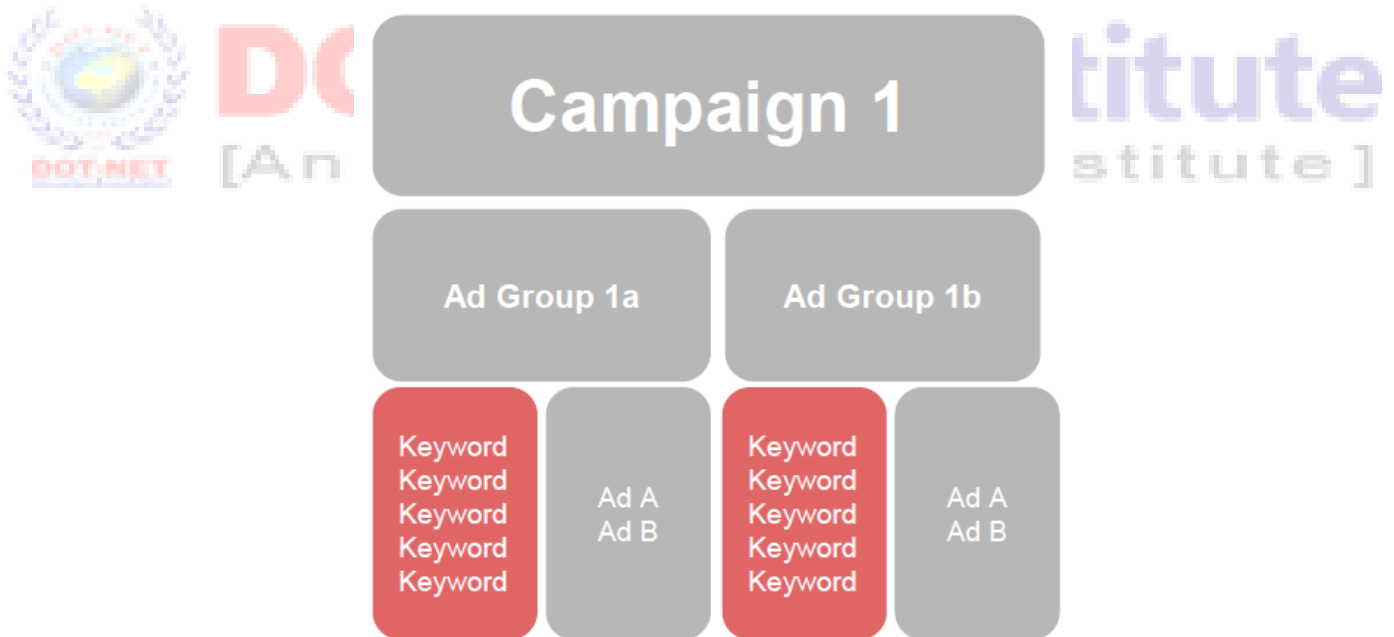 DOT-NET
[An
stitute]
titute
Campaign 1
Ad Group 1a
Ad Group 1b
Keyword
Keyword
Keyword
Keyword
Keyword
Ad A
Ad B
Keyword
Keyword
Keyword
Keyword
Keyword
Ad A
Ad B